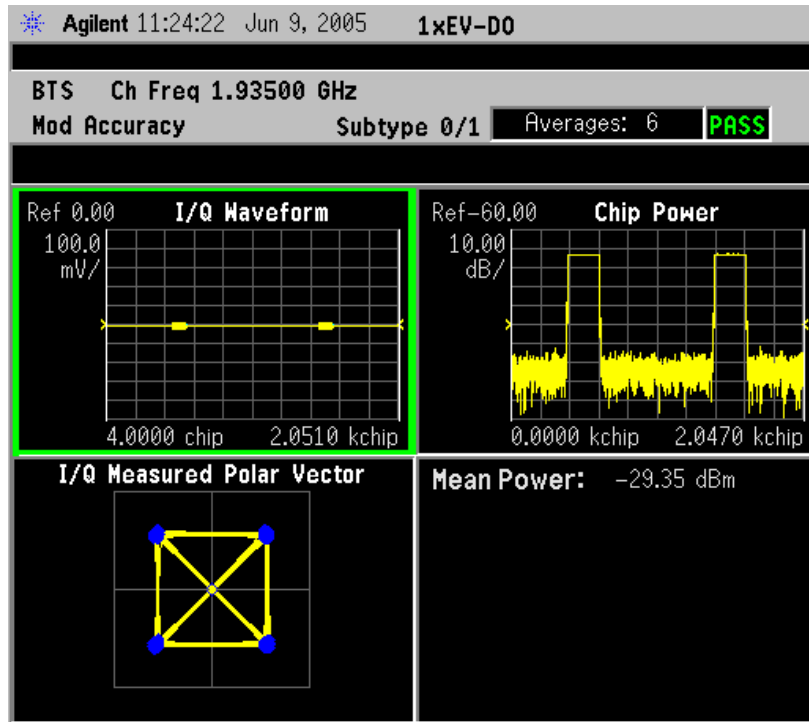 Agilent 11:24:22 Jun 9, 2005 1xEV-DO
BTS Ch Freq 1.93500 GHz
Mod Accuracy Subtype 0/1 Averages: 6 PASS
Ref 0.00 I/Q Waveform
100.0
mV/
4.0000 chip 2.0510 kchip
Ref-60.00 Chip Power
10.00
dB/
0.0000 kchip 2.0470 kchip
I/Q Measured Polar Vector
Mean Power: -29.35 dBm